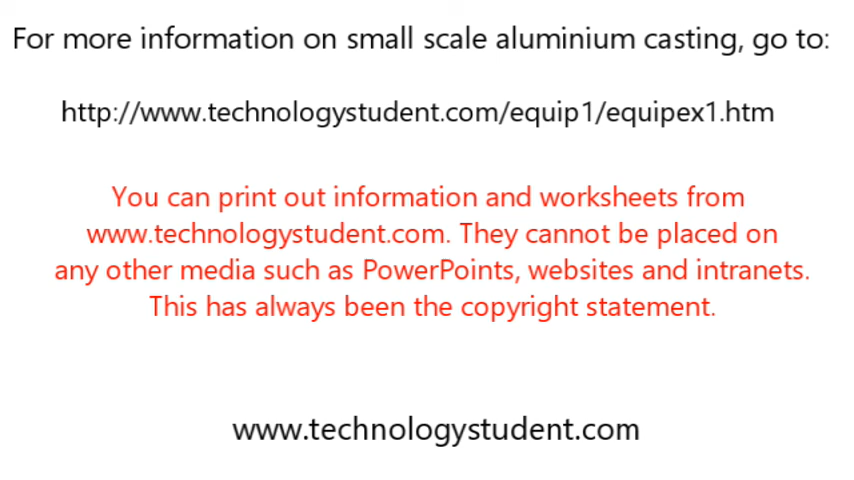 For more information on small scale aluminium casting, go to:
http://www.technologystudent.com/equip1/equipex1.htm
You can print out information and worksheets from
www.technologystudent.com. They cannot be placed on
any other media such as PowerPoints, websites and intranets.
This has always been the copyright statement.
www.technologystudent.com